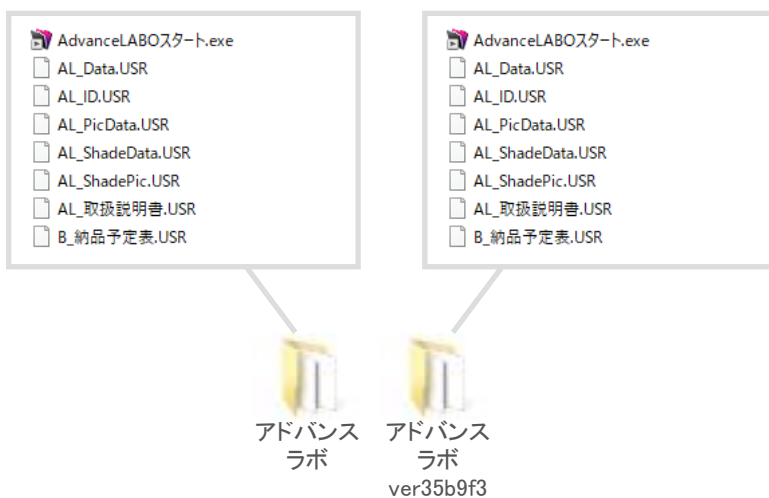 AdvanceLABOスタート.exe
AL_Data.USR
AL_ID.USR
AL_PicData.USR
AL_ShadeData.USR
AL_ShadePic.USR
AL_取扱説明書.USR
B_納品予定表.USR
AdvanceLABOスタート.exe
AL_Data.USR
AL_ID.USR
AL_PicData.USR
AL_ShadeData.USR
AL_ShadePic.USR
AL_取扱説明書.USR
B_納品予定表.USR
アドバンス
ラボ
アドバンス
ラボ
ver35b9f3